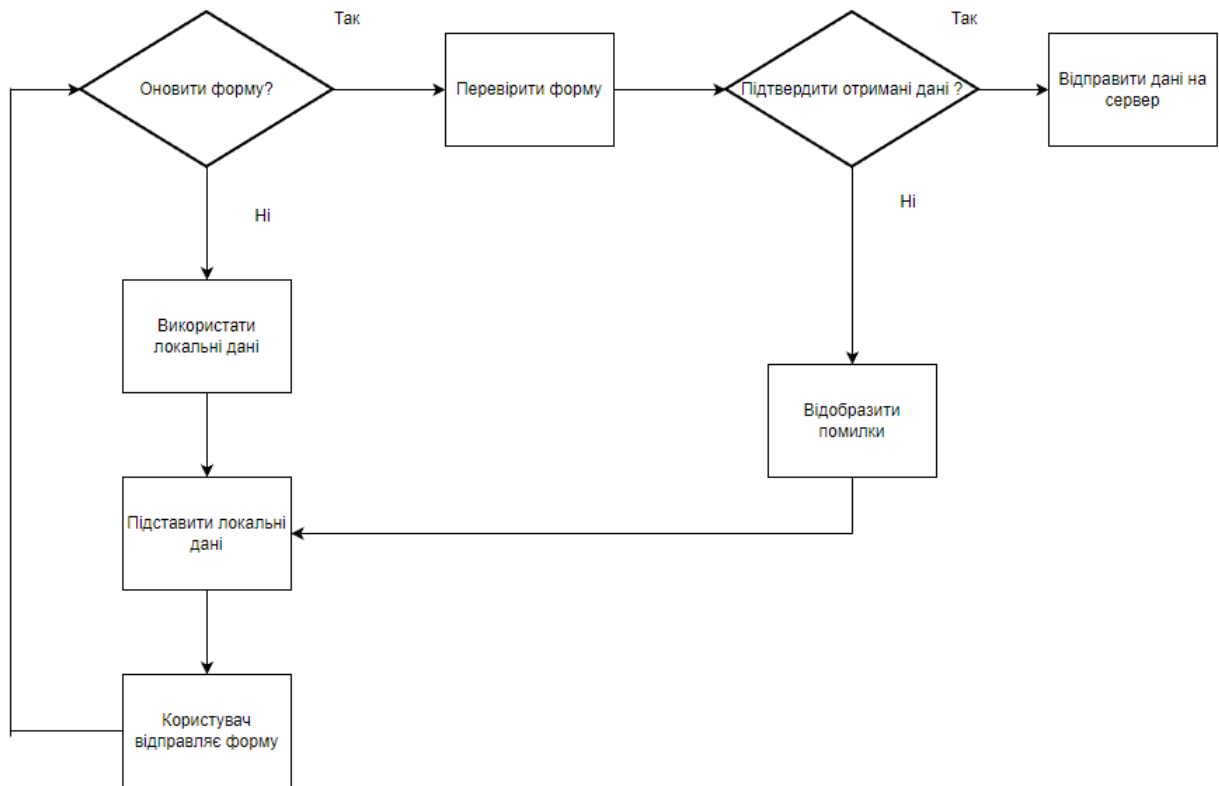 Так
Так
Оновити форму?
Перевірити форму
Підтвердити отримані дані ?
Відправити дані на
сервер
Ні
Ні
Використати
локальні дані
Відобразити
помилки
Підставити локальні
дані
Користувач
відправляє форму